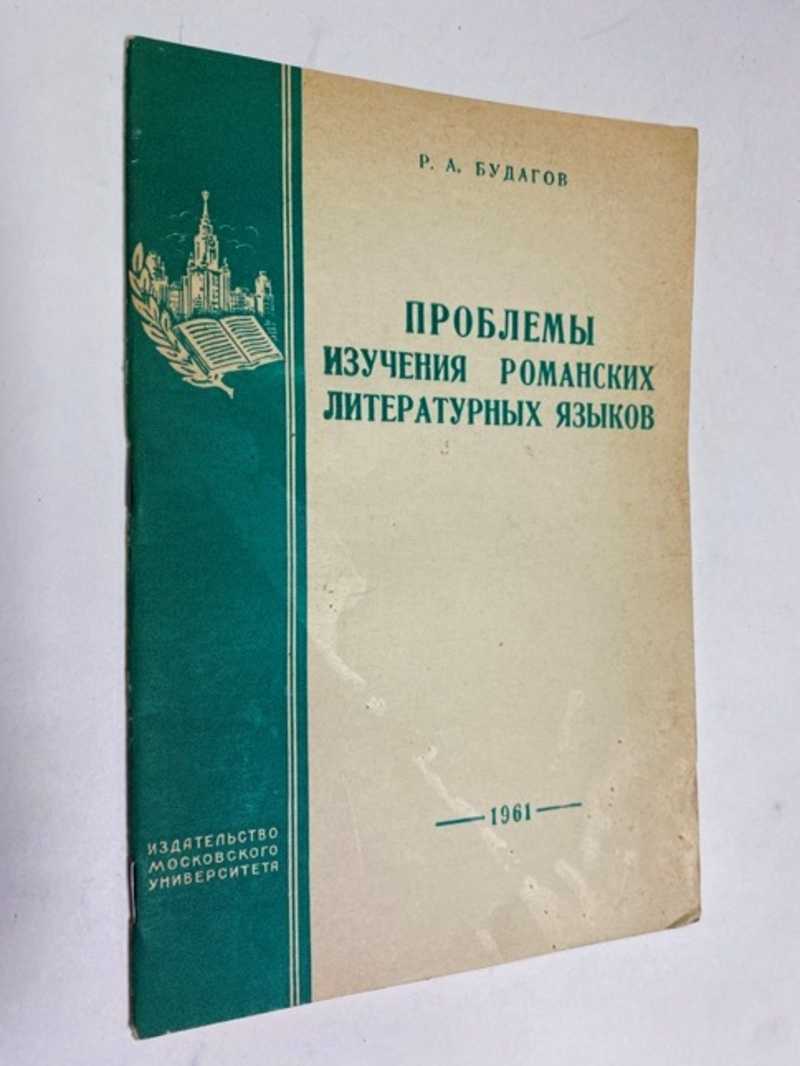 Р. А. БУДАГОВ
ПРОБЛЕМЫ
ИЗУЧЕНИЯ РОМАНСКИХ
ЛИТЕРАТУРНЫХ ЯЗЫКОВ
1961
ИЗДАТЕЛЬСТВО
МОСКОВСКОГО
УНИВЕРСИТЕТА